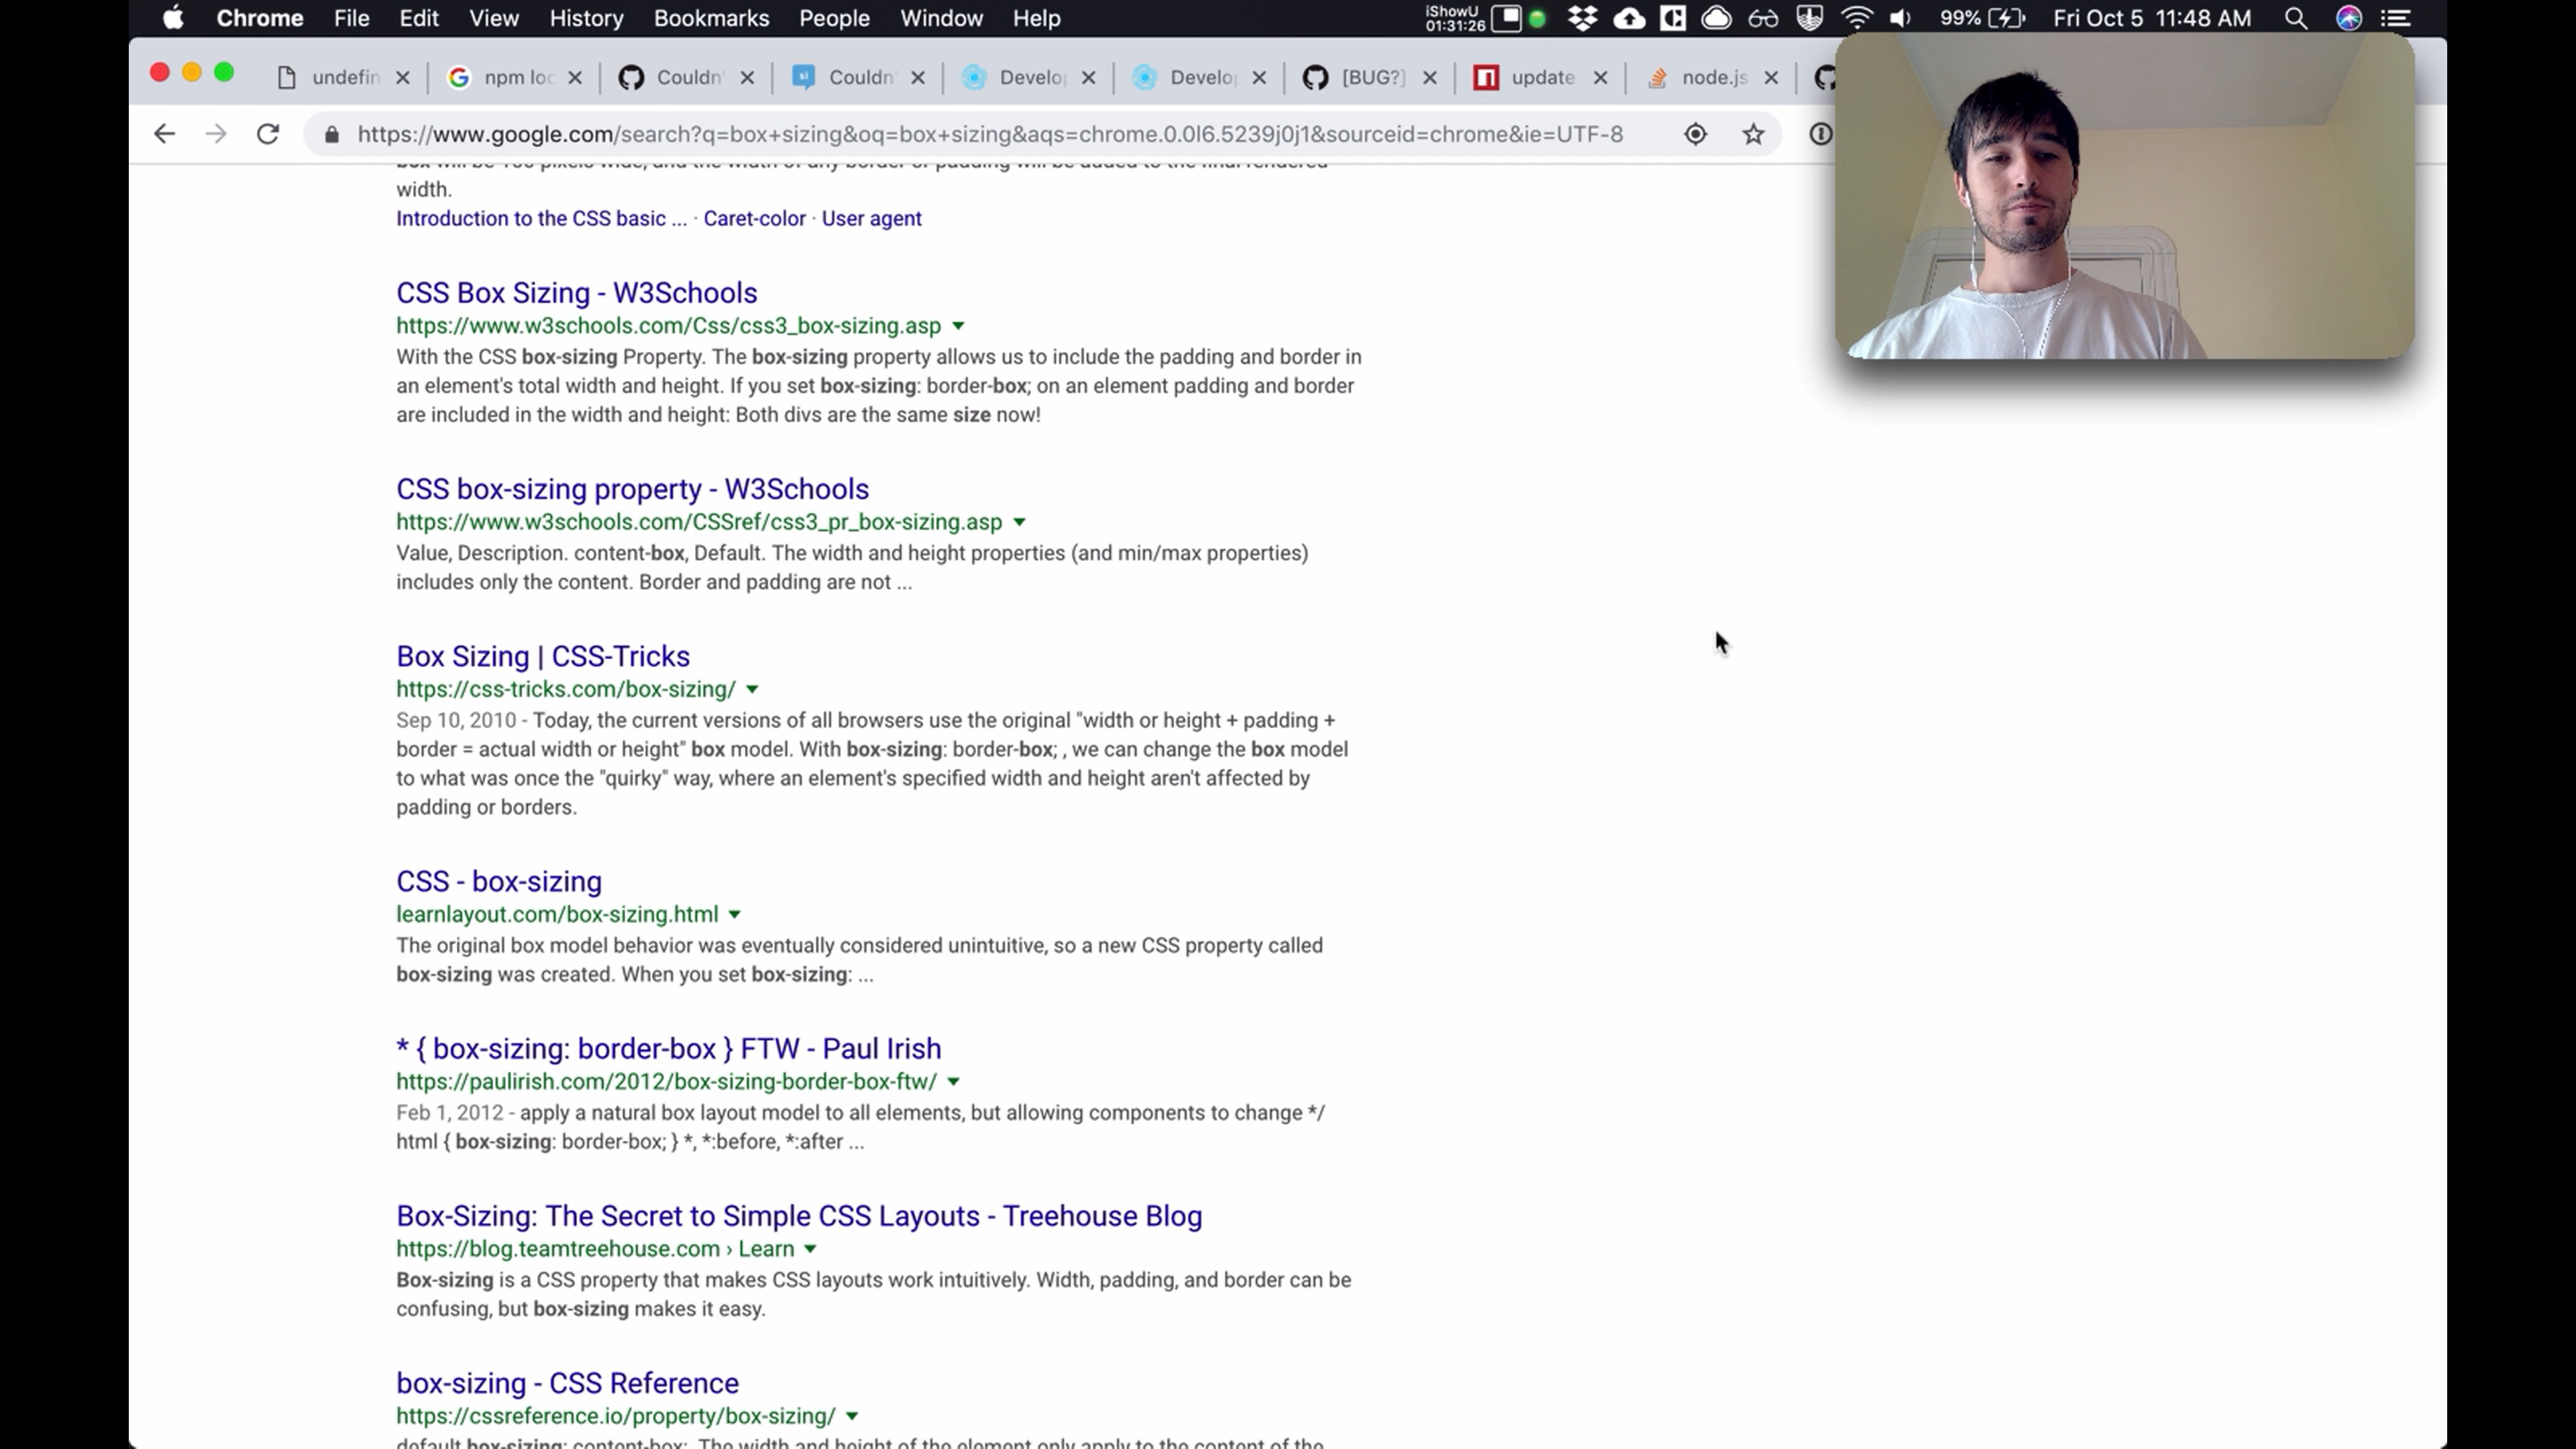 Chrome File Edit View History Bookmarks People Window Help iShowU 01:31:26 99% Fri Oct 5 11:48 AM
undefin npm loc Couldn' Couldn' Develop Develop [BUG?] update node.js
https://www.google.com/search?q=box+sizing&oq=box+sizing&aqs=chrome.0.0l6.5239j0j1&sourceid=chrome&ie=UTF-8
box will be 100 pixels wide, and the width of any border or padding will be added to the final rendered
width.
Introduction to the CSS basic ... · Caret-color · User agent
CSS Box Sizing - W3Schools
https://www.w3schools.com/Css/css3_box-sizing.asp
With the CSS box-sizing Property. The box-sizing property allows us to include the padding and border in
an element's total width and height. If you set box-sizing: border-box; on an element padding and border
are included in the width and height: Both divs are the same size now!
CSS box-sizing property - W3Schools
https://www.w3schools.com/CSSref/css3_pr_box-sizing.asp
Value, Description. content-box, Default. The width and height properties (and min/max properties)
includes only the content. Border and padding are not ...
Box Sizing | CSS-Tricks
https://css-tricks.com/box-sizing/
Sep 10, 2010 - Today, the current versions of all browsers use the original "width or height + padding +
border = actual width or height" box model. With box-sizing: border-box; , we can change the box model
to what was once the "quirky" way, where an element's specified width and height aren't affected by
padding or borders.
CSS - box-sizing
learnlayout.com/box-sizing.html
The original box model behavior was eventually considered unintuitive, so a new CSS property called
box-sizing was created. When you set box-sizing: ...
* { box-sizing: border-box } FTW - Paul Irish
https://paulirish.com/2012/box-sizing-border-box-ftw/
Feb 1, 2012 - apply a natural box layout model to all elements, but allowing components to change */
html { box-sizing: border-box; } *, *:before, *:after ...
Box-Sizing: The Secret to Simple CSS Layouts - Treehouse Blog
https://blog.teamtreehouse.com › Learn
Box-sizing is a CSS property that makes CSS layouts work intuitively. Width, padding, and border can be
confusing, but box-sizing makes it easy.
box-sizing - CSS Reference
https://cssreference.io/property/box-sizing/
default box-sizing: content-box; The width and height of the element only apply to the content of the